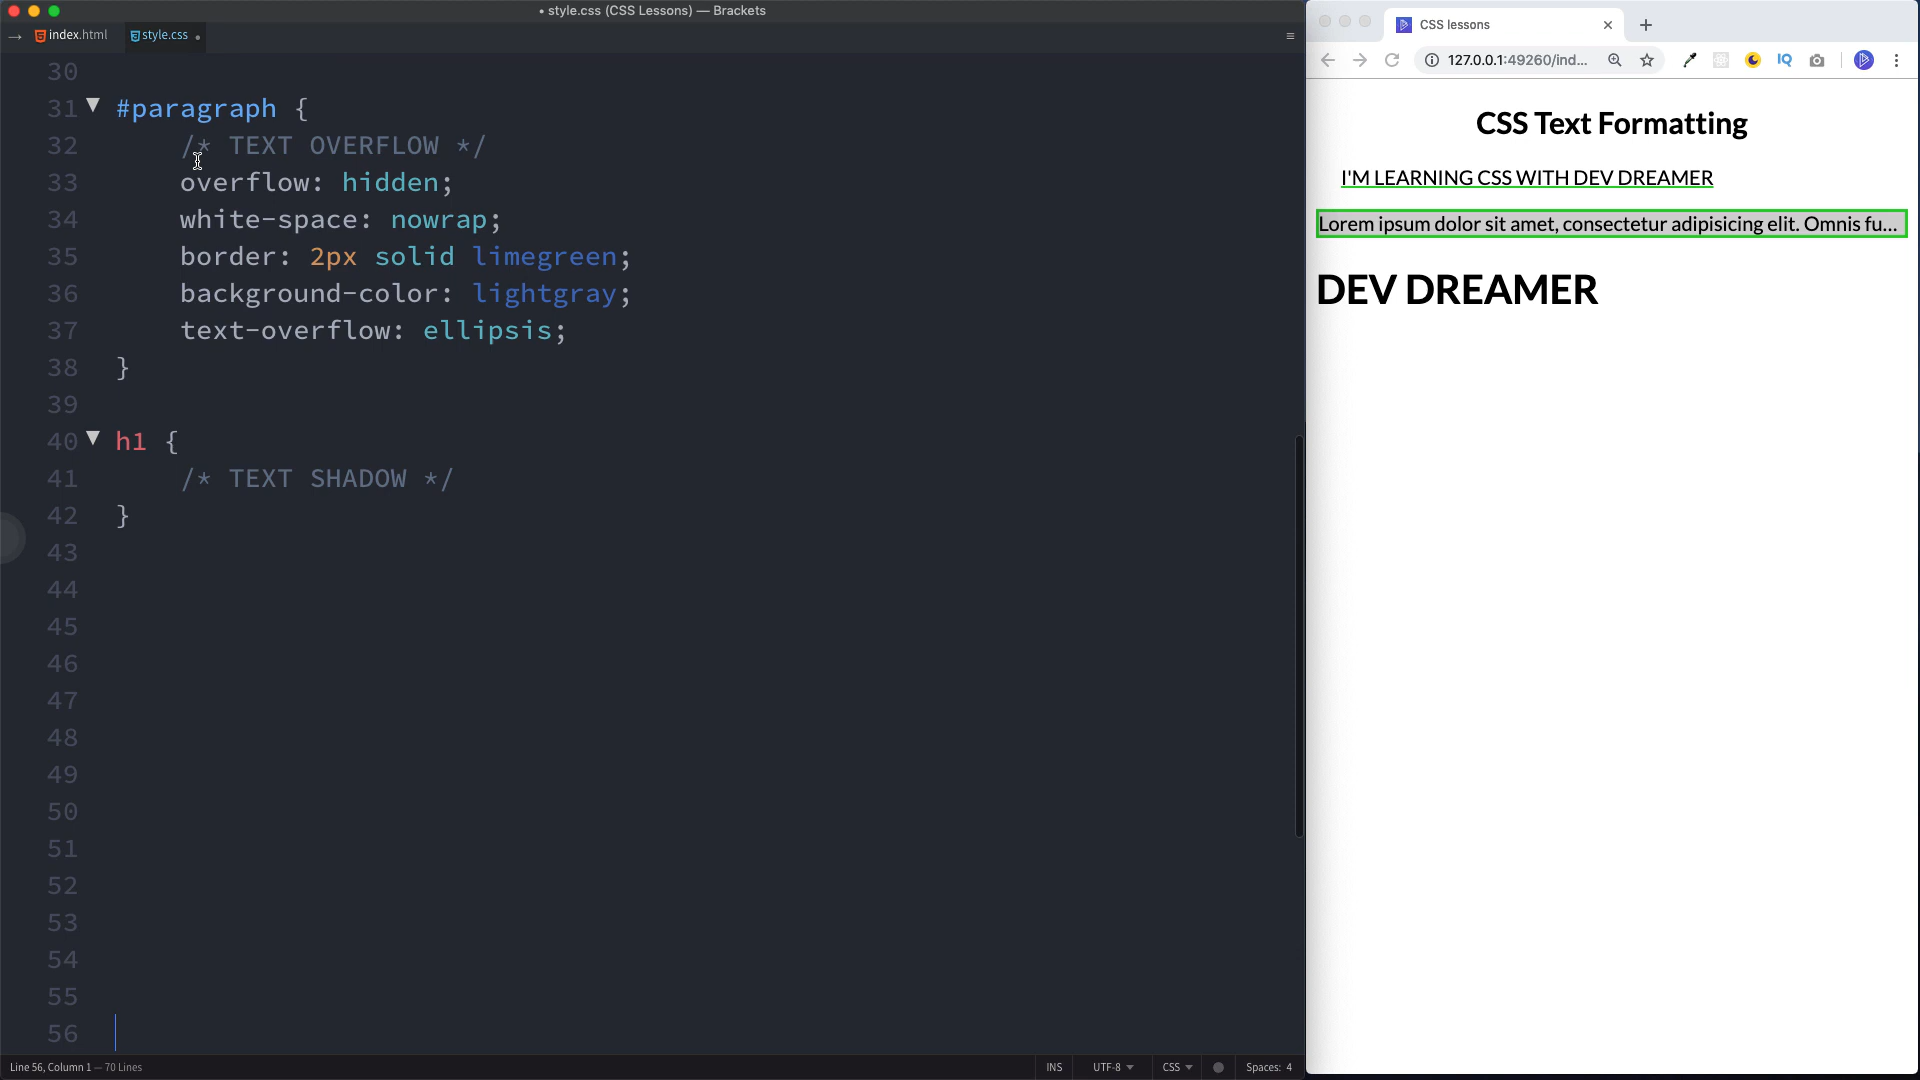 • style.css (CSS Lessons) — Brackets
index.html
style.css
30
31 #paragraph {
32 /* TEXT OVERFLOW */
33 overflow: hidden;
34 white-space: nowrap;
35 border: 2px solid limegreen;
36 background-color: lightgray;
37 text-overflow: ellipsis;
38 }
39
40 h1 {
41 /* TEXT SHADOW */
42 }
43
44
45
46
47
48
49
50
51
52
53
54
55
56
Line 56, Column 1 — 70 Lines
INS
UTF-8
CSS
Spaces: 4
CSS lessons
127.0.0.1:49260/ind...
IQ
CSS Text Formatting
I'M LEARNING CSS WITH DEV DREAMER
Lorem ipsum dolor sit amet, consectetur adipisicing elit. Omnis fu...
DEV DREAMER